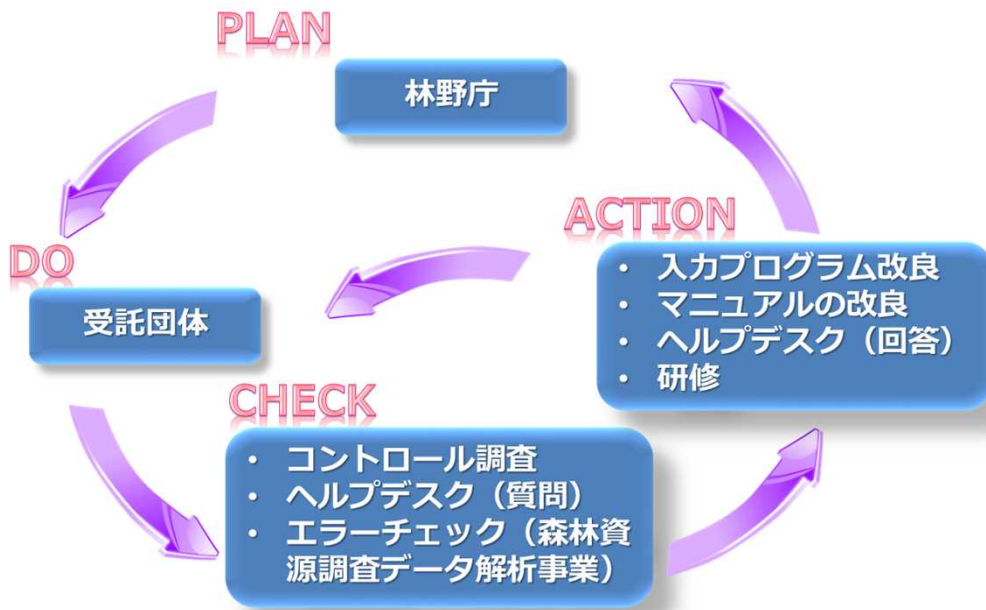 PLAN
林野庁
DO
受託団体
CHECK
• コントロール調査
• ヘルプデスク（質問）
• エラーチェック（森林資
源調査データ解析事業）
ACTION
• 入力プログラム改良
• マニュアルの改良
• ヘルプデスク（回答）
• 研修